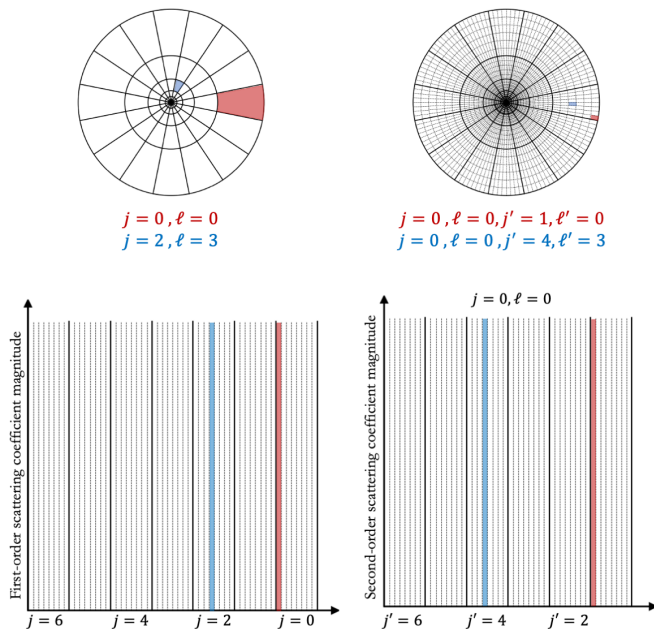 j = 0 , ℓ = 0
j = 2 , ℓ = 3
j = 0 , ℓ = 0, j′ = 1, ℓ′ = 0
j = 0 , ℓ = 0 , j′ = 4, ℓ′ = 3
First-order scattering coefficient magnitude
j = 6 j = 4 j = 2 j = 0
j = 0, ℓ = 0
Second-order scattering coefficient magnitude
j′ = 6 j′ = 4 j′ = 2